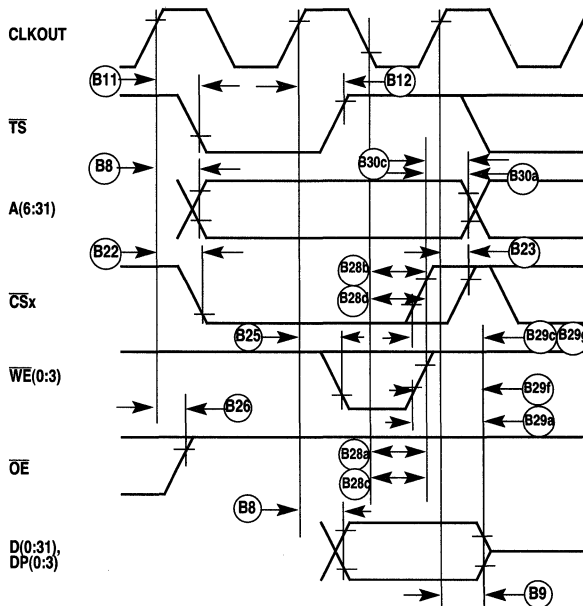 CLKOUT
B11
B12
TS
B8
B30c
B30a
A(6:31)
B22
B23
B28b
CSx
B28d
B25
B29c
B29g
WE(0:3)
B29f
B26
B29a
B28a
OE
B28c
B8
D(0:31),
DP(0:3)
B9